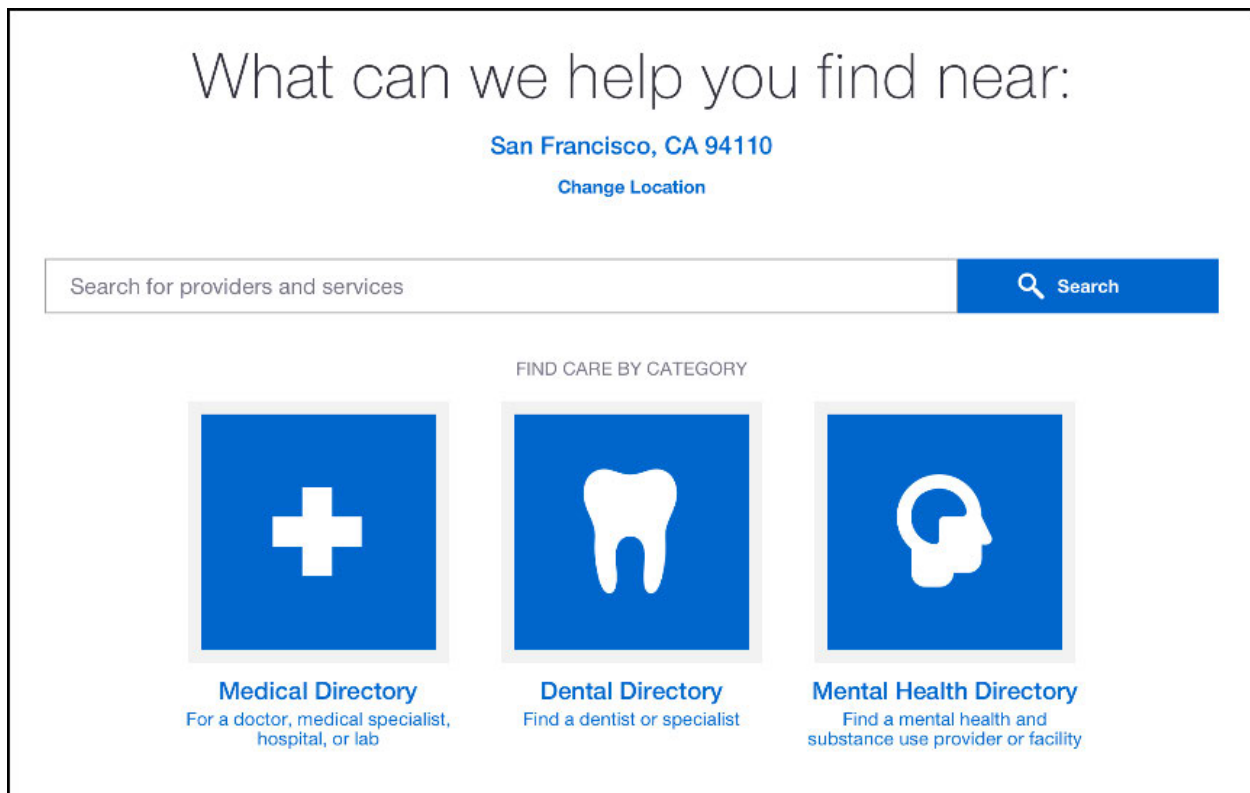 What can we help you find near:
San Francisco, CA 94110
Change Location
Search for providers and services
Search
FIND CARE BY CATEGORY
Medical Directory
For a doctor, medical specialist,
hospital, or lab
Dental Directory
Find a dentist or specialist
Mental Health Directory
Find a mental health and
substance use provider or facility